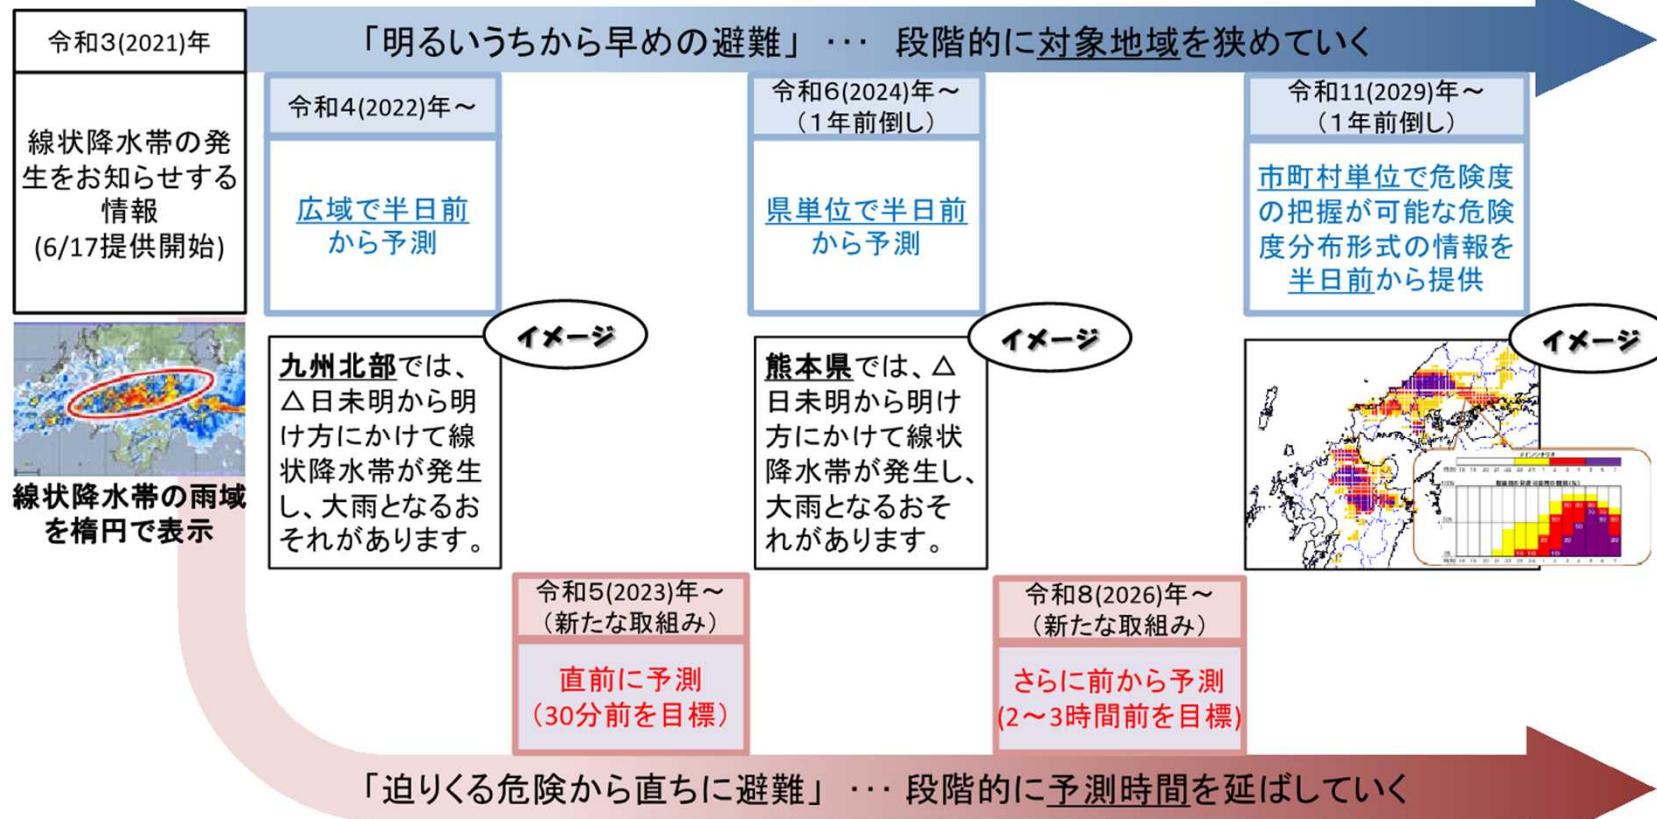 令和3(2021)年
「明るいうちから早めの避難」 ･･･ 段階的に対象地域を狭めていく
線状降水帯の発
生をお知らせする
情報
(6/17提供開始)
令和4(2022)年～
広域で半日前
から予測
令和6(2024)年～
（１年前倒し）
県単位で半日前
から予測
令和11(2029)年～
（１年前倒し）
市町村単位で危険度
の把握が可能な危険
度分布形式の情報を
半日前から提供
線状降水帯の雨域
を楕円で表示
イメージ
九州北部では、
△日未明から明
け方にかけて線
状降水帯が発生
し、大雨となるお
それがあります。
イメージ
熊本県では、△
日未明から明け
方にかけて線状
降水帯が発生し、
大雨となるおそ
れがあります。
イメージ
令和5(2023)年～
（新たな取組み）
直前に予測
（30分前を目標）
令和8(2026)年～
（新たな取組み）
さらに前から予測
(2～3時間前を目標)
「迫りくる危険から直ちに避難」 ･･･ 段階的に予測時間を延ばしていく